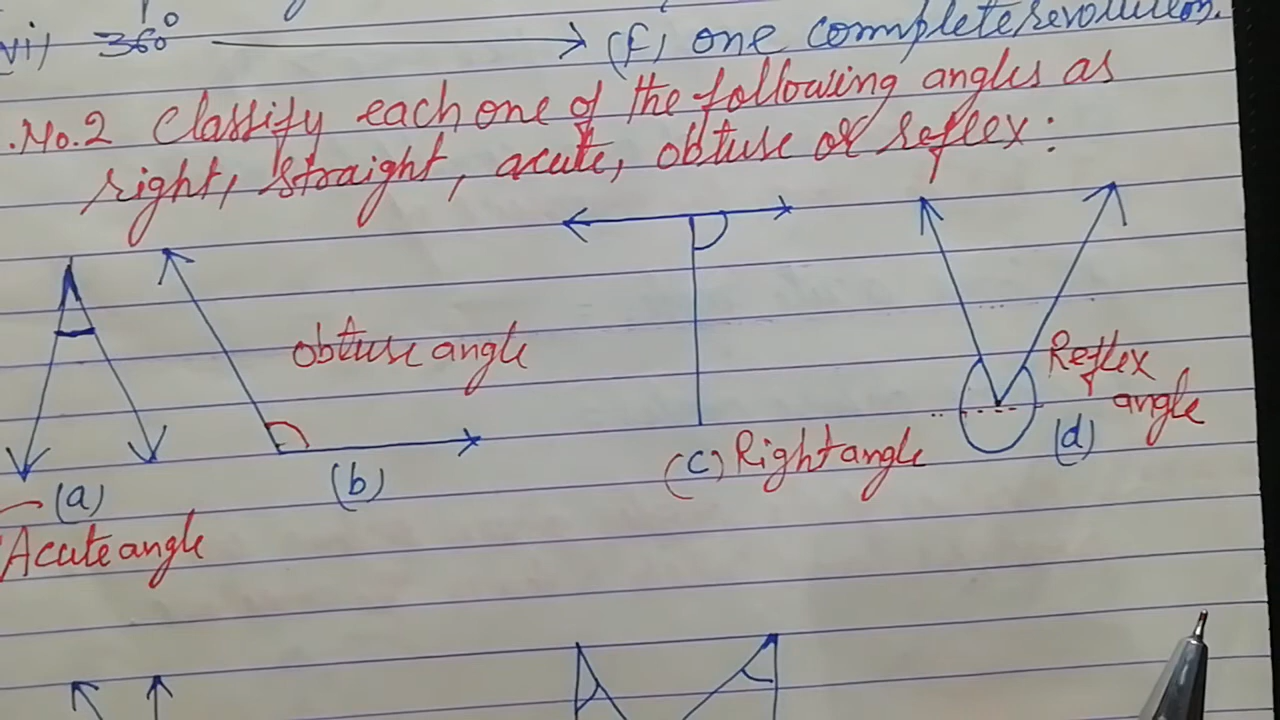 vi) 360° → (f) one complete revolution.
.No.2 Classify each one of the following angles as
right, straight, acute, obtuse or reflex:
obtuse angle
Reflex
angle
(a)
(b)
(c) Right angle
(d)
Acute angle